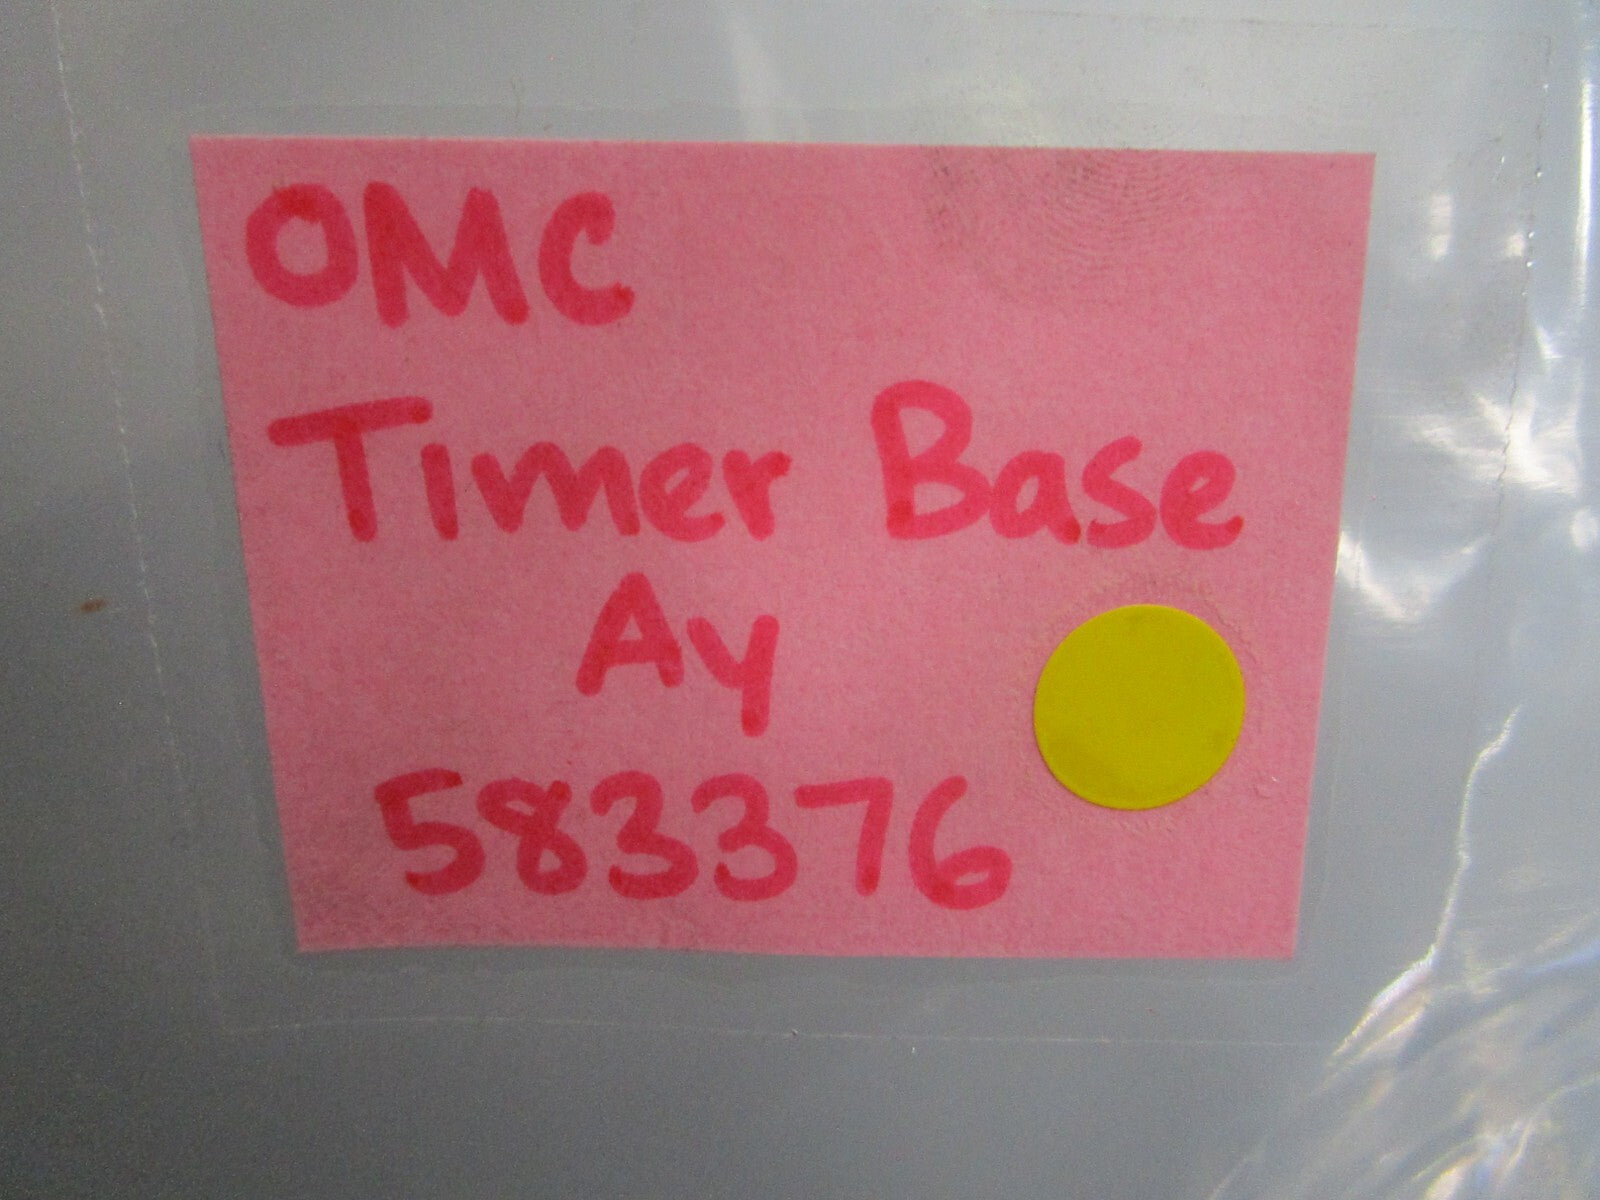 OMC
Timer Base
Ay
583376